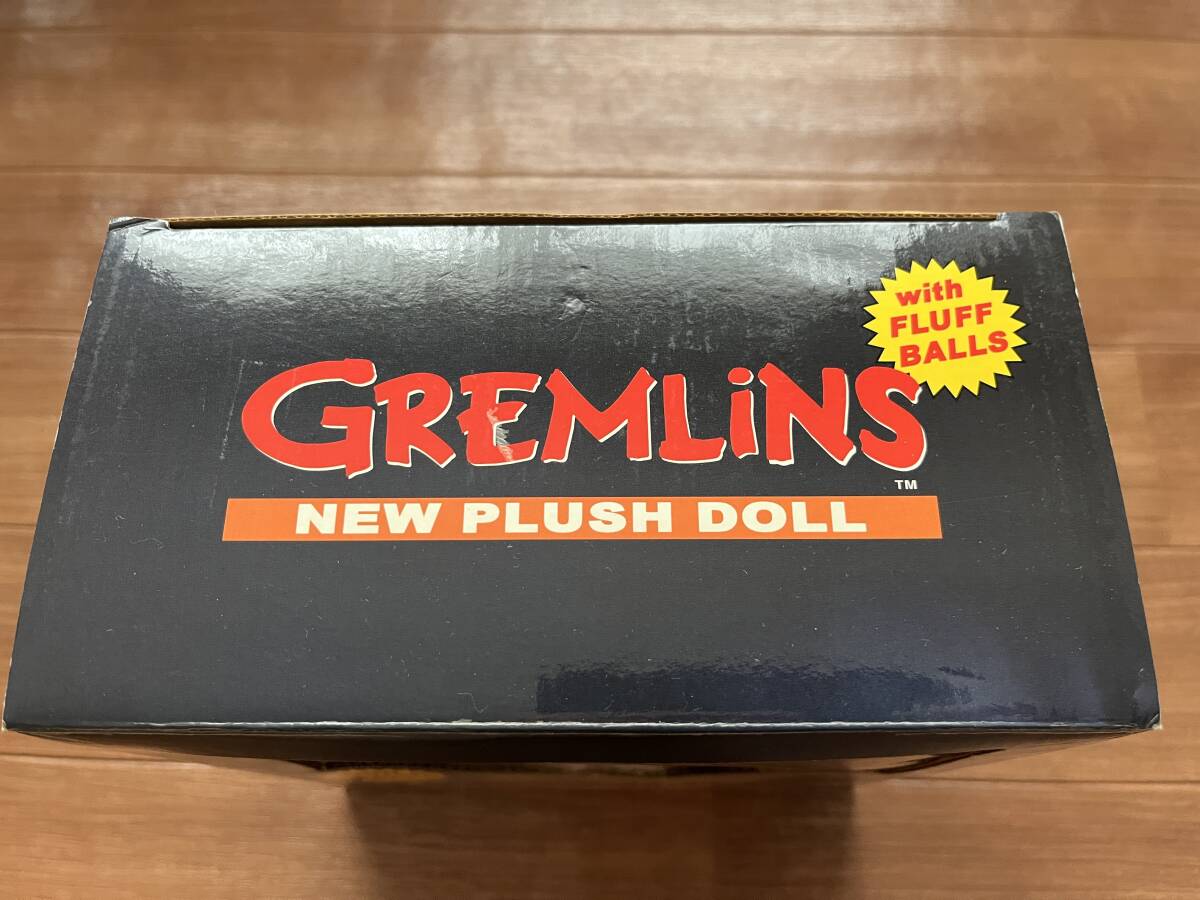 with
FLUFF
BALLS
GREMLiNS
TM
NEW PLUSH DOLL